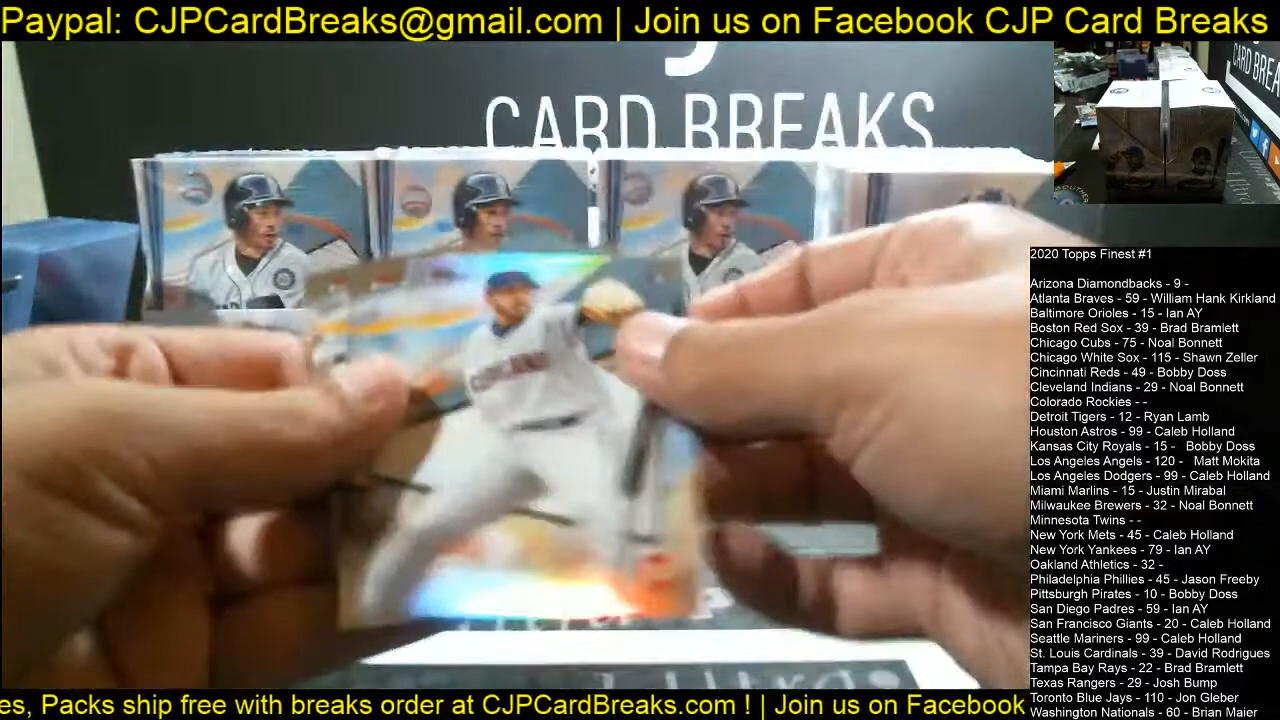 Paypal: CJPCardBreaks@gmail.com | Join us on Facebook CJP Card Breaks
CARD BREAKS
CARD BREA
2020 Topps Finest #1
Arizona Diamondbacks - 9 -
Atlanta Braves - 59 - William Hank Kirkland
Baltimore Orioles - 15 - Ian AY
Boston Red Sox - 39 - Brad Bramlett
Chicago Cubs - 75 - Noal Bonnett
Chicago White Sox - 115 - Shawn Zeller
Cincinnati Reds - 49 - Bobby Doss
Cleveland Indians - 29 - Noal Bonnett
Colorado Rockies - -
Detroit Tigers - 12 - Ryan Lamb
Houston Astros - 99 - Caleb Holland
Kansas City Royals - 15 - Bobby Doss
Los Angeles Angels - 120 - Matt Mokita
Los Angeles Dodgers - 99 - Caleb Holland
Miami Marlins - 15 - Justin Mirabal
Milwaukee Brewers - 32 - Noal Bonnett
Minnesota Twins - -
New York Mets - 45 - Caleb Holland
New York Yankees - 79 - Ian AY
Oakland Athletics - 32 -
Philadelphia Phillies - 45 - Jason Freeby
Pittsburgh Pirates - 10 - Bobby Doss
San Diego Padres - 59 - Ian AY
San Francisco Giants - 20 - Caleb Holland
Seattle Mariners - 99 - Caleb Holland
St. Louis Cardinals - 39 - David Rodrigues
Tampa Bay Rays - 22 - Brad Bramlett
Texas Rangers - 29 - Josh Bump
Toronto Blue Jays - 110 - Jon Gleber
Washington Nationals - 60 - Brian Maier
es, Packs ship free with breaks order at CJPCardBreaks.com ! | Join us on Facebook